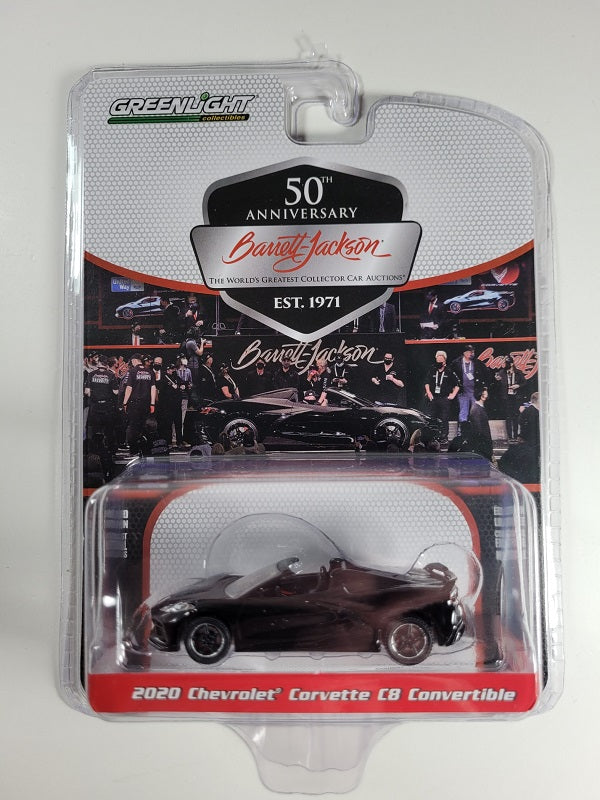 GREENLIGHT
collectibles
50TH
ANNIVERSARY
Barrett-Jackson
THE WORLD'S GREATEST COLLECTOR CAR AUCTIONS®
EST. 1971
Barrett-Jackson
2020 Chevrolet® Corvette C8 Convertible